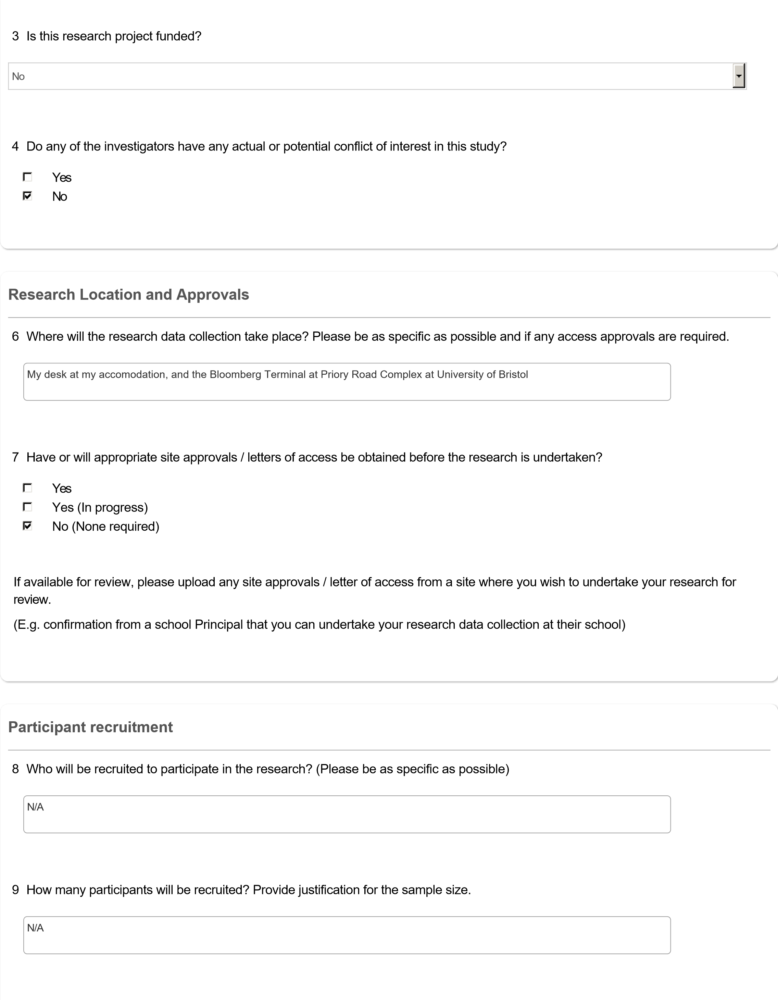 3 Is this research project funded?
No
4 Do any of the investigators have any actual or potential conflict of interest in this study?
Yes
No
Research Location and Approvals
6 Where will the research data collection take place? Please be as specific as possible and if any access approvals are required.
My desk at my accomodation, and the Bloomberg Terminal at Priory Road Complex at University of Bristol
7 Have or will appropriate site approvals / letters of access be obtained before the research is undertaken?
Yes
Yes (In progress)
No (None required)
If available for review, please upload any site approvals / letter of access from a site where you wish to undertake your research for
review.
(E.g. confirmation from a school Principal that you can undertake your research data collection at their school)
Participant recruitment
8 Who will be recruited to participate in the research? (Please be as specific as possible)
N/A
9 How many participants will be recruited? Provide justification for the sample size.
N/A